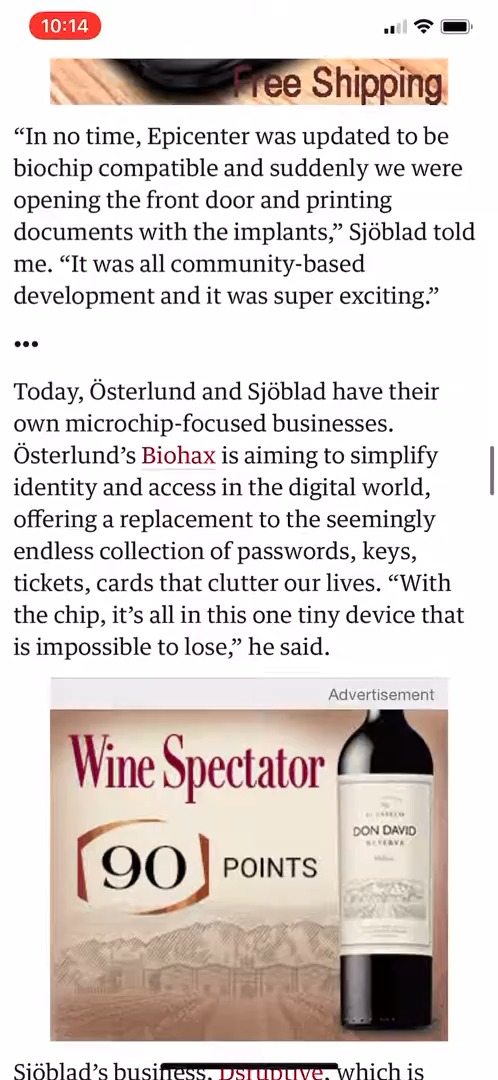 10:14
Free Shipping
“In no time, Epicenter was updated to be
biochip compatible and suddenly we were
opening the front door and printing
documents with the implants,” Sjöblad told
me. “It was all community-based
development and it was super exciting.”
•••
Today, Österlund and Sjöblad have their
own microchip-focused businesses.
Österlund’s Biohax is aiming to simplify
identity and access in the digital world,
offering a replacement to the seemingly
endless collection of passwords, keys,
tickets, cards that clutter our lives. “With
the chip, it’s all in this one tiny device that
is impossible to lose,” he said.
Advertisement
Wine Spectator
90 POINTS
DON DAVID
RESERVE
Sjöblad’s business, Dsruptive, which is